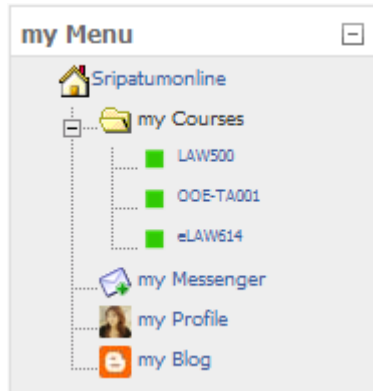 my Menu
Sripatumonline
my Courses
LAW500
OOE-TA001
eLAW614
my Messenger
my Profile
my Blog